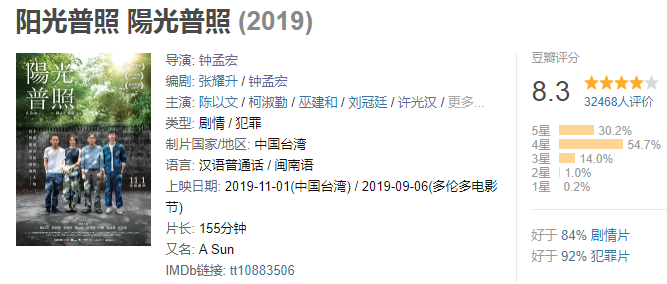 阳光普照 陽光普照 (2019)
陽光
普照
11.1
导演: 钟孟宏
编剧: 张耀升 / 钟孟宏
主演: 陈以文 / 柯淑勤 / 巫建和 / 刘冠廷 / 许光汉 / 更多...
类型: 剧情 / 犯罪
制片国家/地区: 中国台湾
语言: 汉语普通话 / 闽南语
上映日期: 2019-11-01(中国台湾) / 2019-09-06(多伦多电影
节)
片长: 155分钟
又名: A Sun
IMDb链接: tt10883506
豆瓣评分
8.3
32468人评价
5星 30.2%
4星 54.7%
3星 14.0%
2星 1.0%
1星 0.2%
好于 84% 剧情片
好于 92% 犯罪片